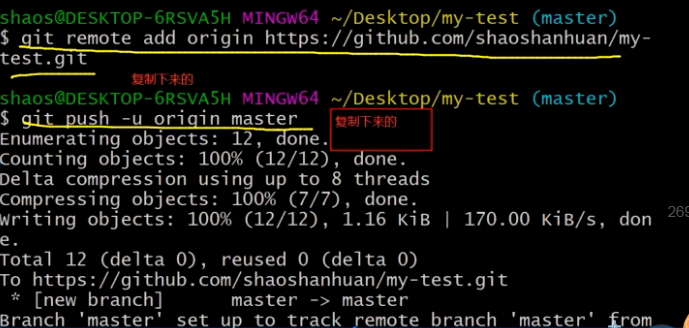 shaos@DESKTOP-6RSVA5H MINGW64 ~/Desktop/my-test (master)
$ git remote add origin https://github.com/shaoshanhuan/my-
test.git
复制下来的
shaos@DESKTOP-6RSVA5H MINGW64 ~/Desktop/my-test (master)
$ git push -u origin master
复制下来的
Enumerating objects: 12, done.
Counting objects: 100% (12/12), done.
Delta compression using up to 8 threads
Compressing objects: 100% (7/7), done.
Writing objects: 100% (12/12), 1.16 KiB | 170.00 KiB/s, don
e.
269
Total 12 (delta 0), reused 0 (delta 0)
To https://github.com/shaoshanhuan/my-test.git
* [new branch] master -> master
Branch 'master' set up to track remote branch 'master' from